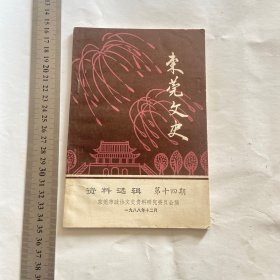 东莞文史
资料选辑 第十四期
东莞市政协文史资料研究委员会编
一九八八年十二月